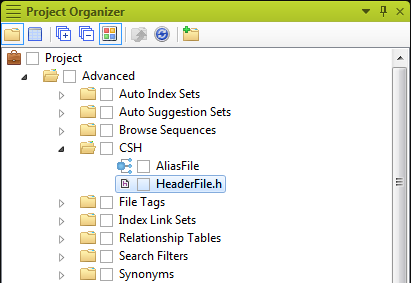 Project Organizer
Project
Advanced
Auto Index Sets
Auto Suggestion Sets
Browse Sequences
CSH
AliasFile
HeaderFile.h
File Tags
Index Link Sets
Relationship Tables
Search Filters
Synonyms